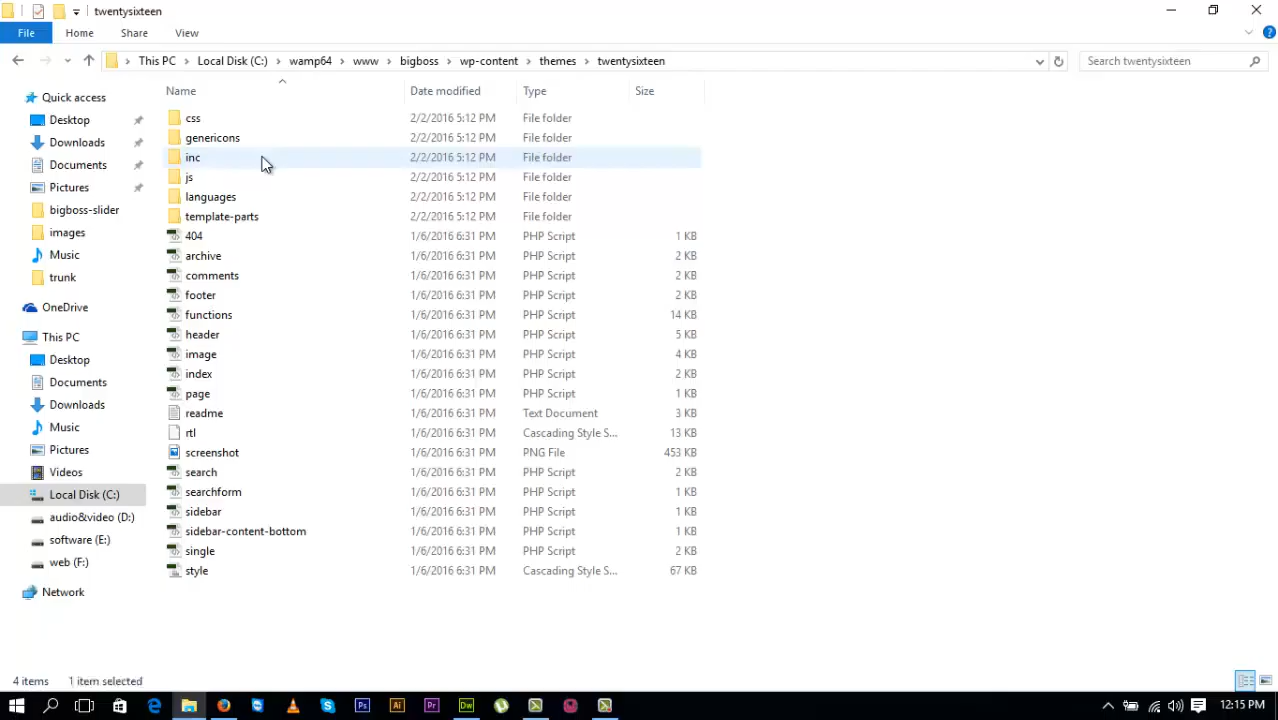 twentysixteen
File Home Share View
This PC Local Disk (C:) wamp64 www bigboss wp-content themes twentysixteen Search twentysixteen
Name Date modified Type Size
Quick access
Desktop
Downloads
Documents
Pictures
bigboss-slider
images
Music
trunk
OneDrive
This PC
Desktop
Documents
Downloads
Music
Pictures
Videos
Local Disk (C:)
audio&video (D:)
software (E:)
web (F:)
Network
css 2/2/2016 5:12 PM File folder
genericons 2/2/2016 5:12 PM File folder
inc 2/2/2016 5:12 PM File folder
js 2/2/2016 5:12 PM File folder
languages 2/2/2016 5:12 PM File folder
template-parts 2/2/2016 5:12 PM File folder
404 1/6/2016 6:31 PM PHP Script 1 KB
archive 1/6/2016 6:31 PM PHP Script 2 KB
comments 1/6/2016 6:31 PM PHP Script 2 KB
footer 1/6/2016 6:31 PM PHP Script 2 KB
functions 1/6/2016 6:31 PM PHP Script 14 KB
header 1/6/2016 6:31 PM PHP Script 5 KB
image 1/6/2016 6:31 PM PHP Script 4 KB
index 1/6/2016 6:31 PM PHP Script 2 KB
page 1/6/2016 6:31 PM PHP Script 1 KB
readme 1/6/2016 6:31 PM Text Document 3 KB
rtl 1/6/2016 6:31 PM Cascading Style S... 13 KB
screenshot 1/6/2016 6:31 PM PNG File 453 KB
search 1/6/2016 6:31 PM PHP Script 2 KB
searchform 1/6/2016 6:31 PM PHP Script 1 KB
sidebar 1/6/2016 6:31 PM PHP Script 1 KB
sidebar-content-bottom 1/6/2016 6:31 PM PHP Script 1 KB
single 1/6/2016 6:31 PM PHP Script 2 KB
style 1/6/2016 6:31 PM Cascading Style S... 67 KB
4 items 1 item selected
Ps Ai Pr Dw 12:15 PM